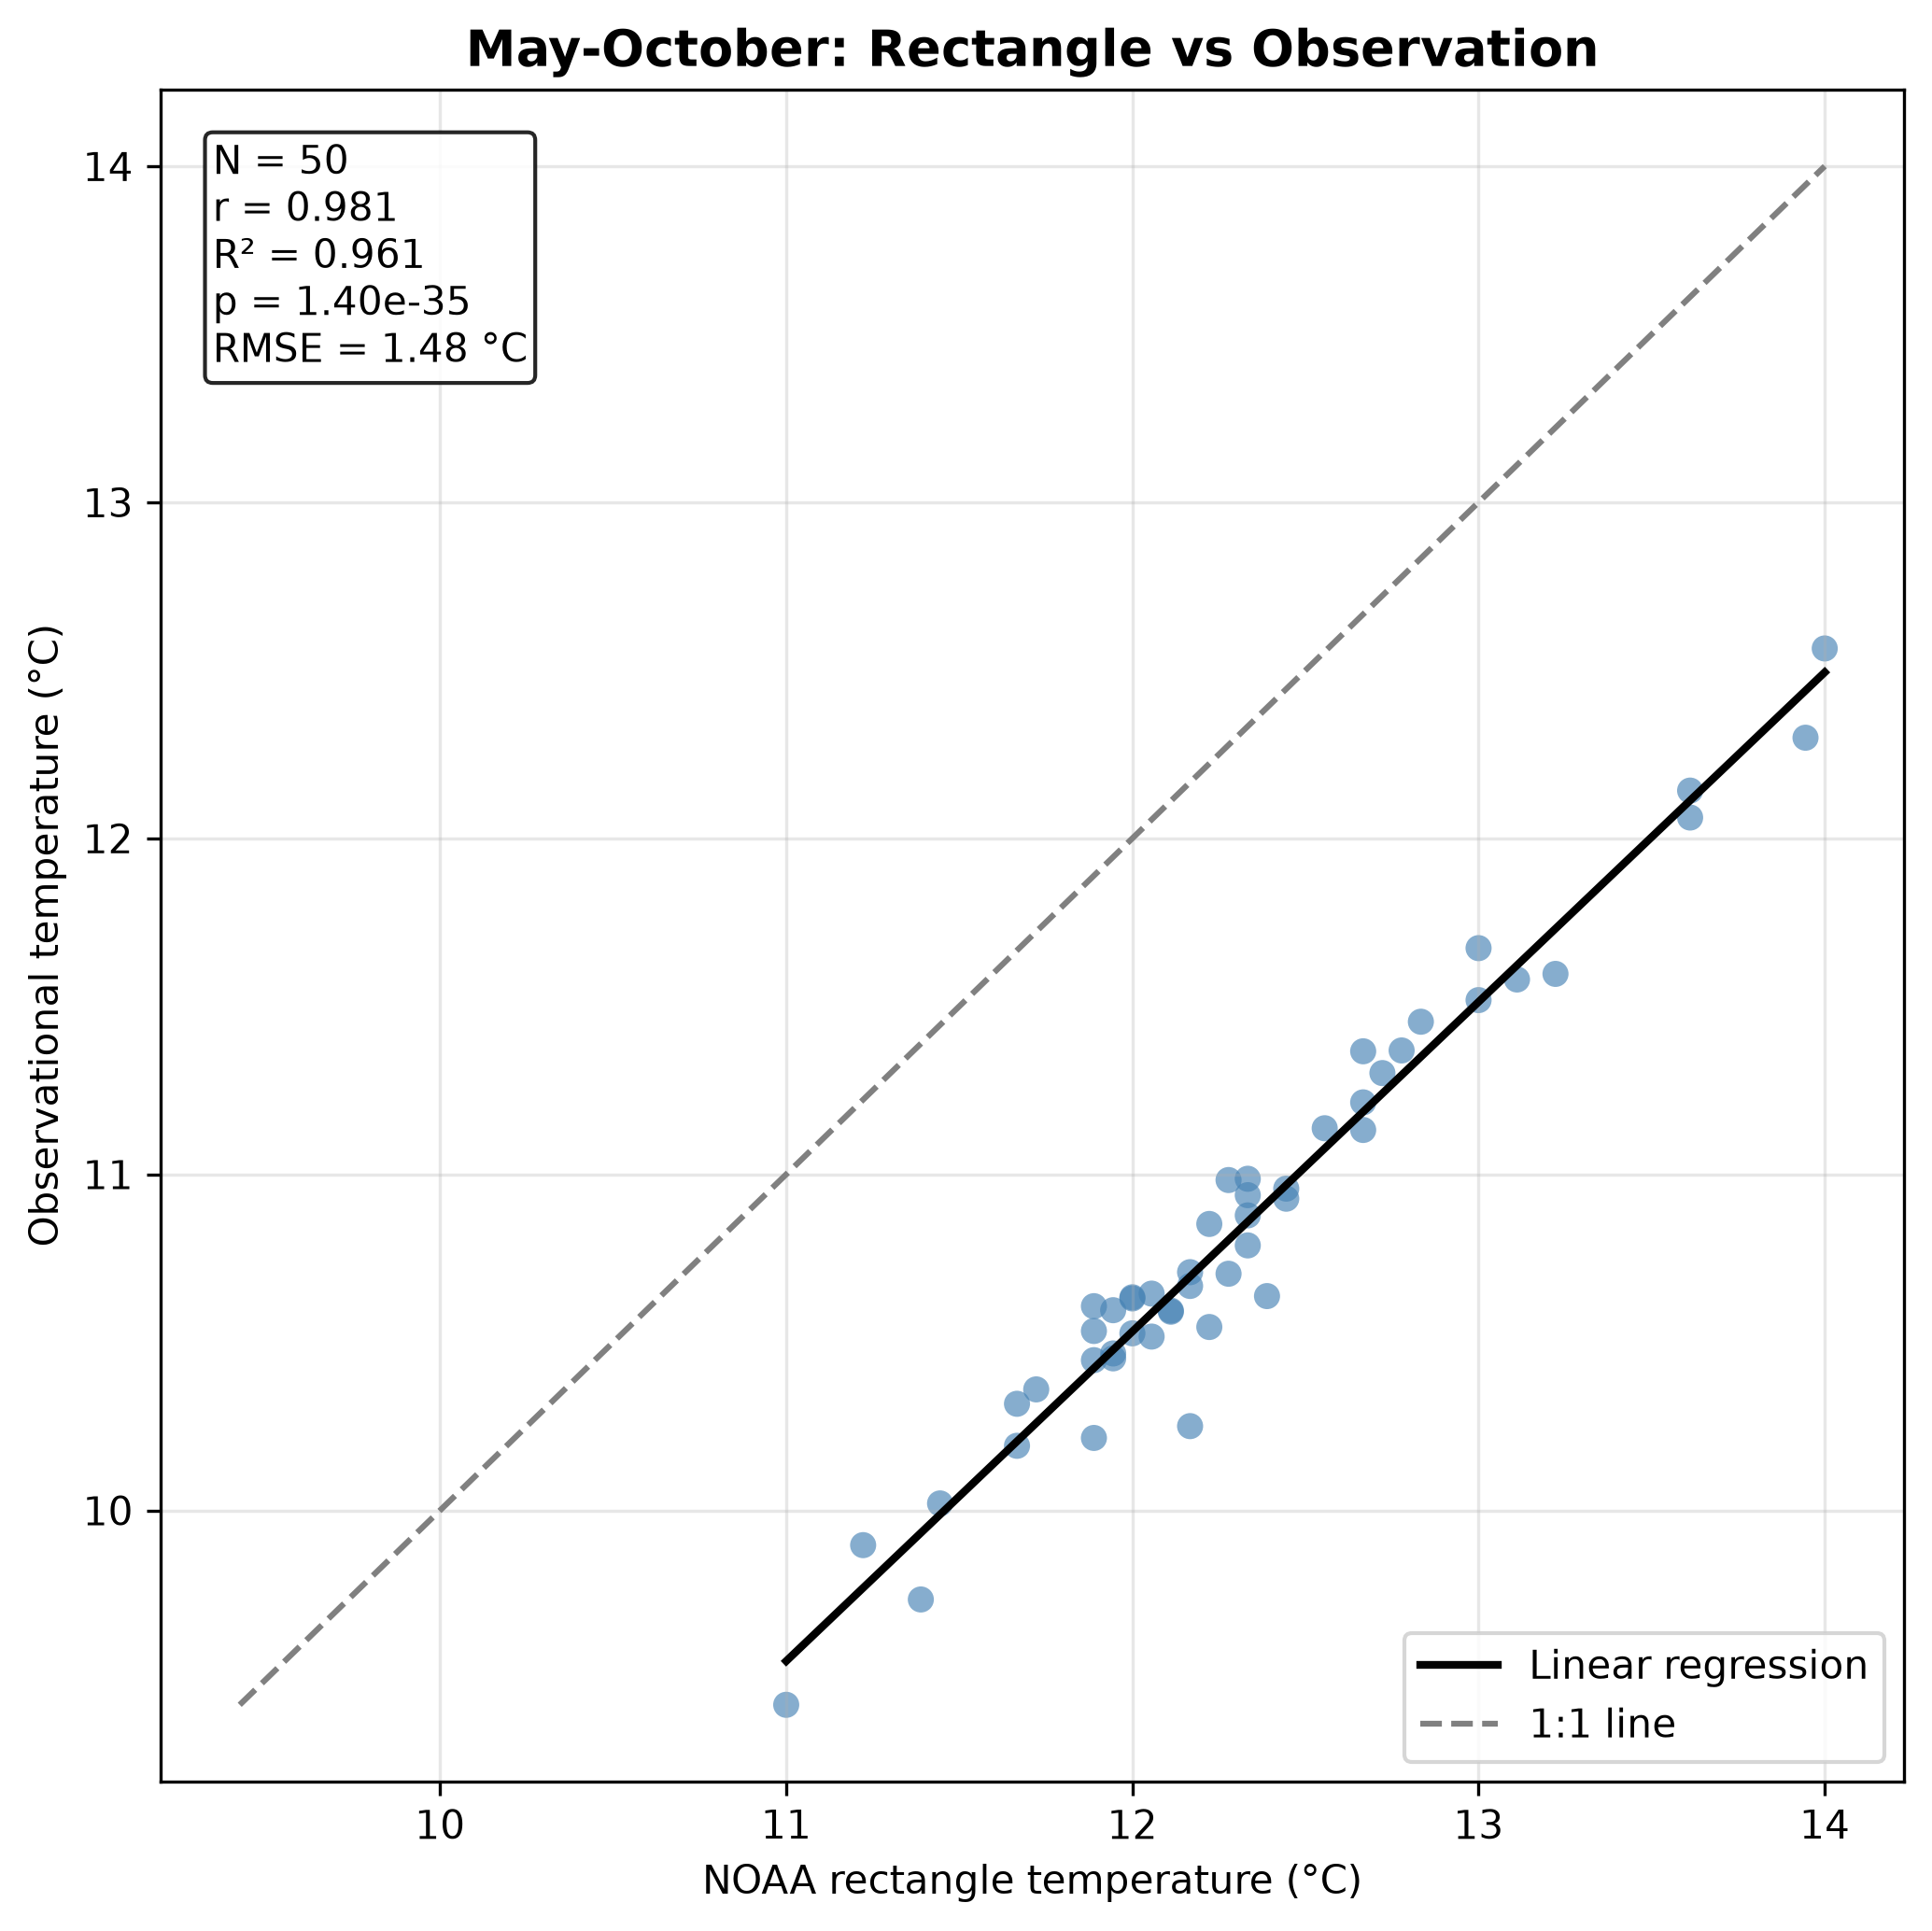 May-October: Rectangle vs Observation
N = 50
r = 0.981
R² = 0.961
p = 1.40e-35
RMSE = 1.48 °C
14
13
12
11
10
Observational temperature (°C)
Linear regression
1:1 line
10
11
12
13
14
NOAA rectangle temperature (°C)